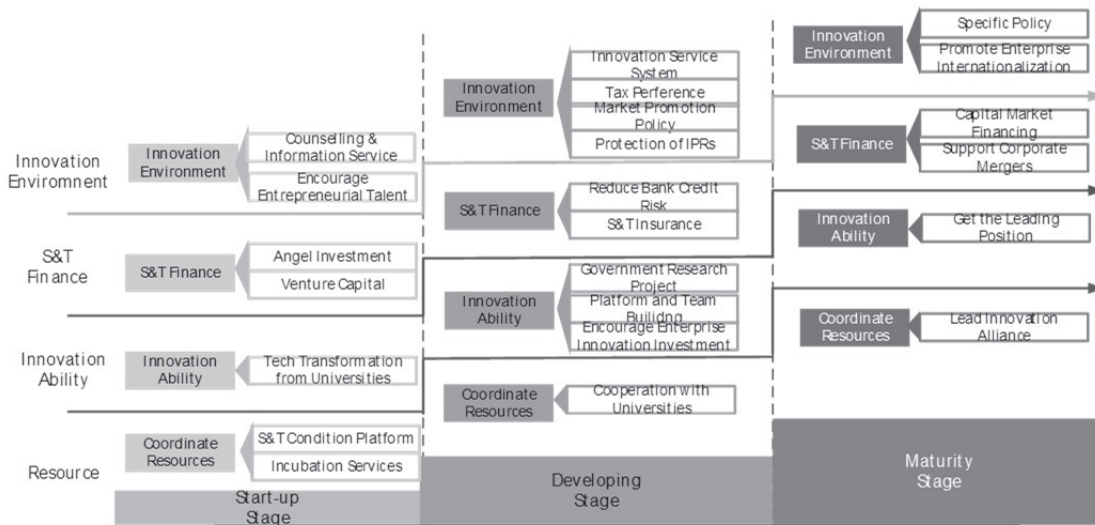 Innovation
Enviromnent
S&T
Finance
Innovation
Ability
Resource
Innovation
Environment
Counselling &
Information Service
Encourage
Entrepreneurial Talent
S&T Finance
Angel Investment
Venture Capital
Innovation
Ability
Tech Transformation
from Universities
Coordinate
Resources
S&T Condition Platform
Incubation Services
Start-up
Stage
Innovation
Environment
Innovation Service
System
Tax Perference
Market Promotion
Policy
Protection of IPRs
S&T Finance
Reduce Bank Credit
Risk
S&T Insurance
Innovation
Ability
Government Research
Project
Platform and Team
Building
Encourage Enterprise
Innovation Investment
Coordinate
Resources
Cooperation with
Universities
Developing
Stage
Innovation
Environment
Specific Policy
Promote Enterprise
Internationalization
S&T Finance
Capital Market
Financing
Support Corporate
Mergers
Innovation
Ability
Get the Leading
Position
Coordinate
Resources
Lead Innovation
Alliance
Maturity
Stage